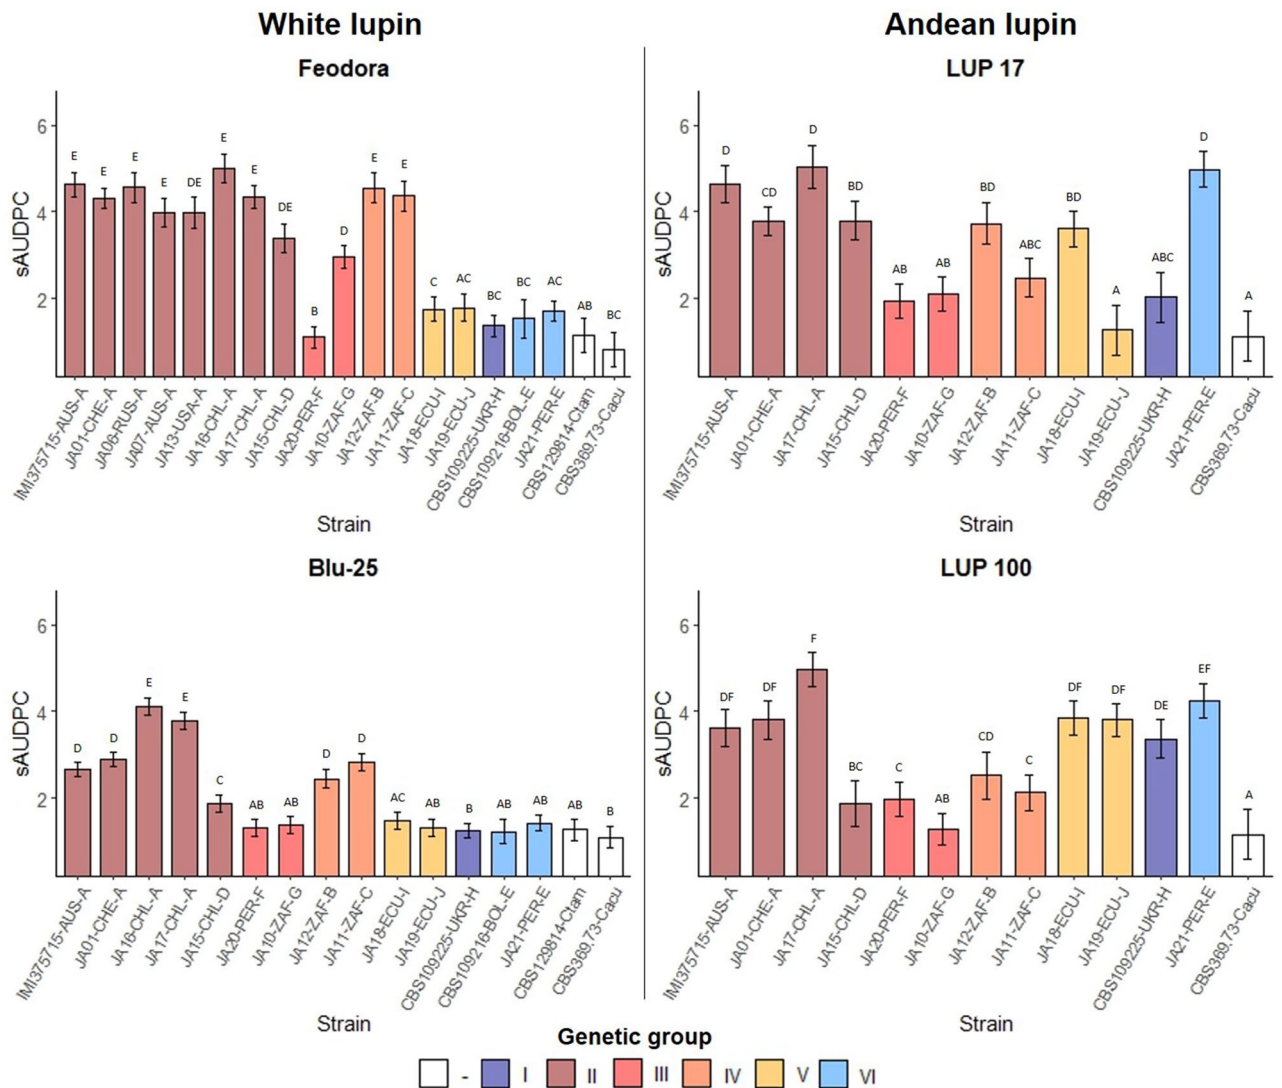 White lupin
Andean lupin
Feodora
sAUDPC
6
4
2
E
E
E
E
DE
E
E
DE
B
D
E
E
C
AC
BC
BC
AC
AB
BC
IMI375715-AUS-A
JA01-CHE-A
JA06-RUS-A
JA07-AUS-A
JA13-USA-A
JA16-CHL-A
JA17-CHL-A
JA15-CHL-D
JA20-PER-F
JA10-ZAF-G
JA12-ZAF-B
JA11-ZAF-C
JA18-ECU-I
JA19-ECU-J
CBS109225-UKR-H
CBS109216-BOL-E
JA21-PER-E
CBS129814-Ctam
CBS369.73-Cacu
Strain
LUP 17
sAUDPC
6
4
2
D
CD
D
BD
AB
AB
BD
ABC
BD
A
ABC
D
A
IMI375715-AUS-A
JA01-CHE-A
JA17-CHL-A
JA15-CHL-D
JA20-PER-F
JA10-ZAF-G
JA12-ZAF-B
JA11-ZAF-C
JA18-ECU-I
JA19-ECU-J
CBS109225-UKR-H
JA21-PER-E
CBS369.73-Cacu
Strain
Blu-25
sAUDPC
6
4
2
D
D
E
E
C
AB
AB
D
D
AC
AB
B
AB
AB
AB
B
IMI375715-AUS-A
JA01-CHE-A
JA16-CHL-A
JA17-CHL-A
JA15-CHL-D
JA20-PER-F
JA10-ZAF-G
JA12-ZAF-B
JA11-ZAF-C
JA18-ECU-I
JA19-ECU-J
CBS109225-UKR-H
CBS109216-BOL-E
JA21-PER-E
CBS129814-Ctam
CBS369.73-Cacu
Strain
LUP 100
sAUDPC
6
4
2
DF
DF
F
BC
C
AB
CD
C
DF
DF
DE
EF
A
IMI375715-AUS-A
JA01-CHE-A
JA17-CHL-A
JA15-CHL-D
JA20-PER-F
JA10-ZAF-G
JA12-ZAF-B
JA11-ZAF-C
JA18-ECU-I
JA19-ECU-J
CBS109225-UKR-H
JA21-PER-E
CBS369.73-Cacu
Strain
Genetic group
- I II III IV V VI